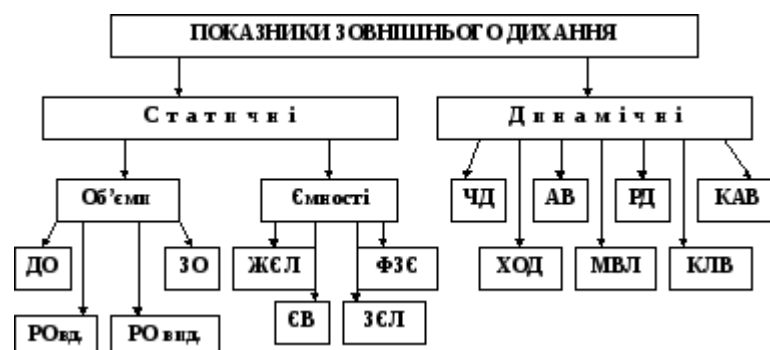 ПОКАЗНИКИ ЗОВНІШНЬОГО ДИХАННЯ
Статичні
Динамічні
Об’єми
Ємності
ЧД
АВ
РД
КАВ
ДО
ЗО
ЖЄЛ
ФЗЄ
ХОД
МВЛ
КЛВ
РОвд.
РО вид.
ЄВ
ЗЄЛ